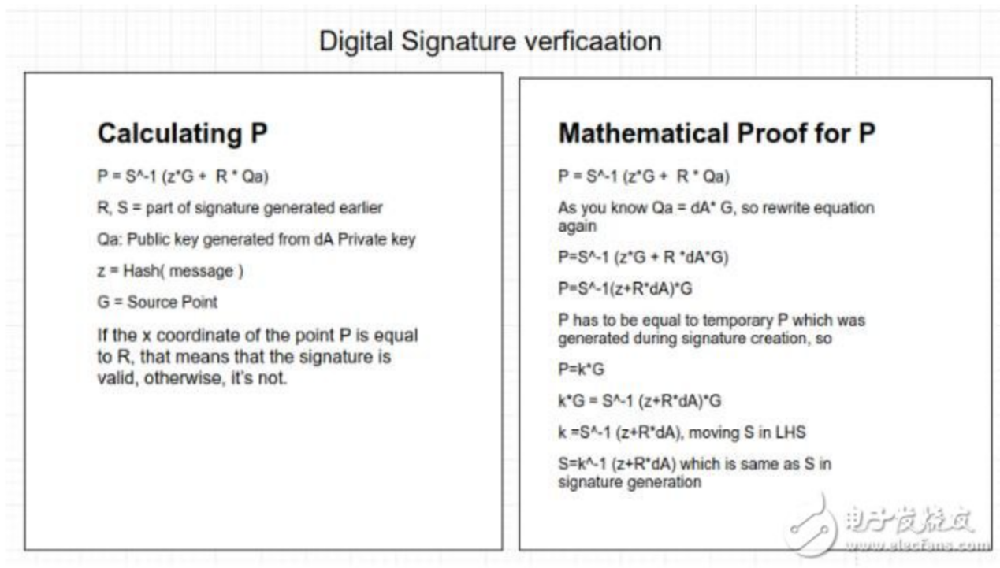 Digital Signature verficaation
Calculating P
P = S^-1 (z*G + R * Qa)
R, S = part of signature generated earlier
Qa: Public key generated from dA Private key
z = Hash( message )
G = Source Point
If the x coordinate of the point P is equal
to R, that means that the signature is
valid, otherwise, it's not.
Mathematical Proof for P
P = S^-1 (z*G + R * Qa)
As you know Qa = dA* G, so rewrite equation
again
P=S^-1 (z*G + R *dA*G)
P=S^-1(z+R*dA)*G
P has to be equal to temporary P which was
generated during signature creation, so
P=k*G
k*G = S^-1 (z+R*dA)*G
k =S^-1 (z+R*dA), moving S in LHS
S=k^-1 (z+R*dA) which is same as S in
signature generation
电子发烧友
www.elecfans.com